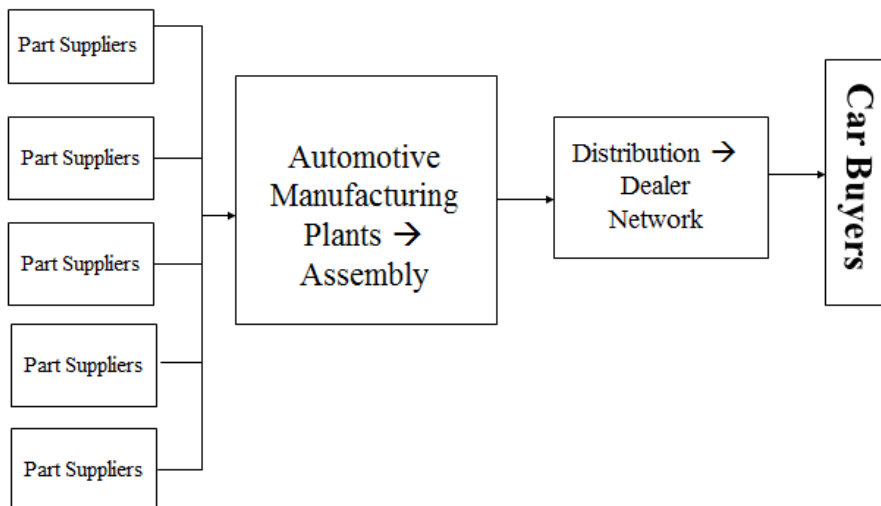 Part Suppliers
Part Suppliers
Part Suppliers
Part Suppliers
Part Suppliers
Automotive
Manufacturing
Plants →
Assembly
Distribution →
Dealer
Network
Car Buyers